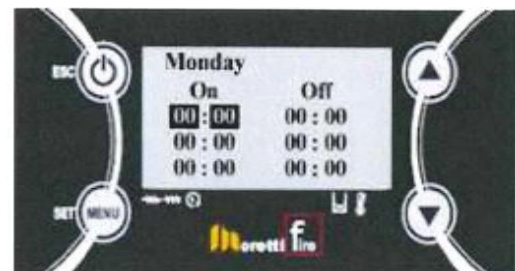 ESC
Monday
On Off
00 : 00 00 : 00
00 : 00 00 : 00
00 : 00 00 : 00
SET MENU
Moretti fire